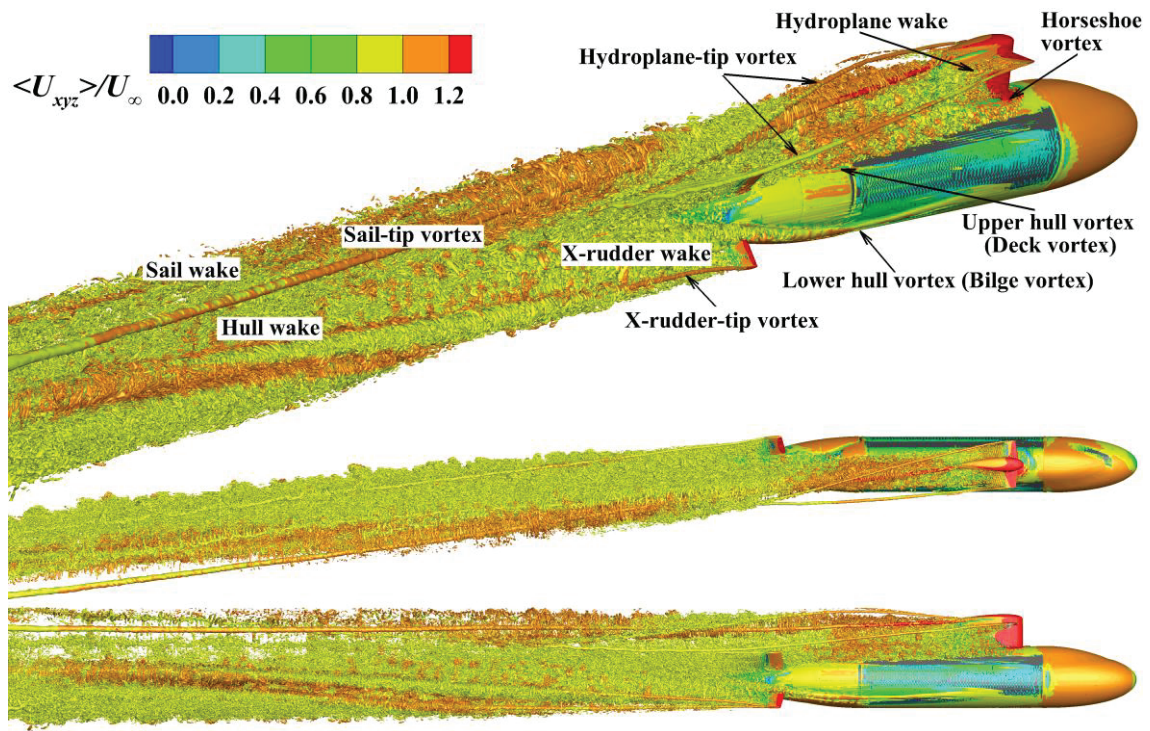 Hydroplane wake
Horseshoe
vortex
Hydroplane-tip vortex
<U_xyz>/U_∞
0.0 0.2 0.4 0.6 0.8 1.0 1.2
Sail-tip vortex
Sail wake
X-rudder wake
Upper hull vortex
(Deck vortex)
Lower hull vortex (Bilge vortex)
Hull wake
X-rudder-tip vortex